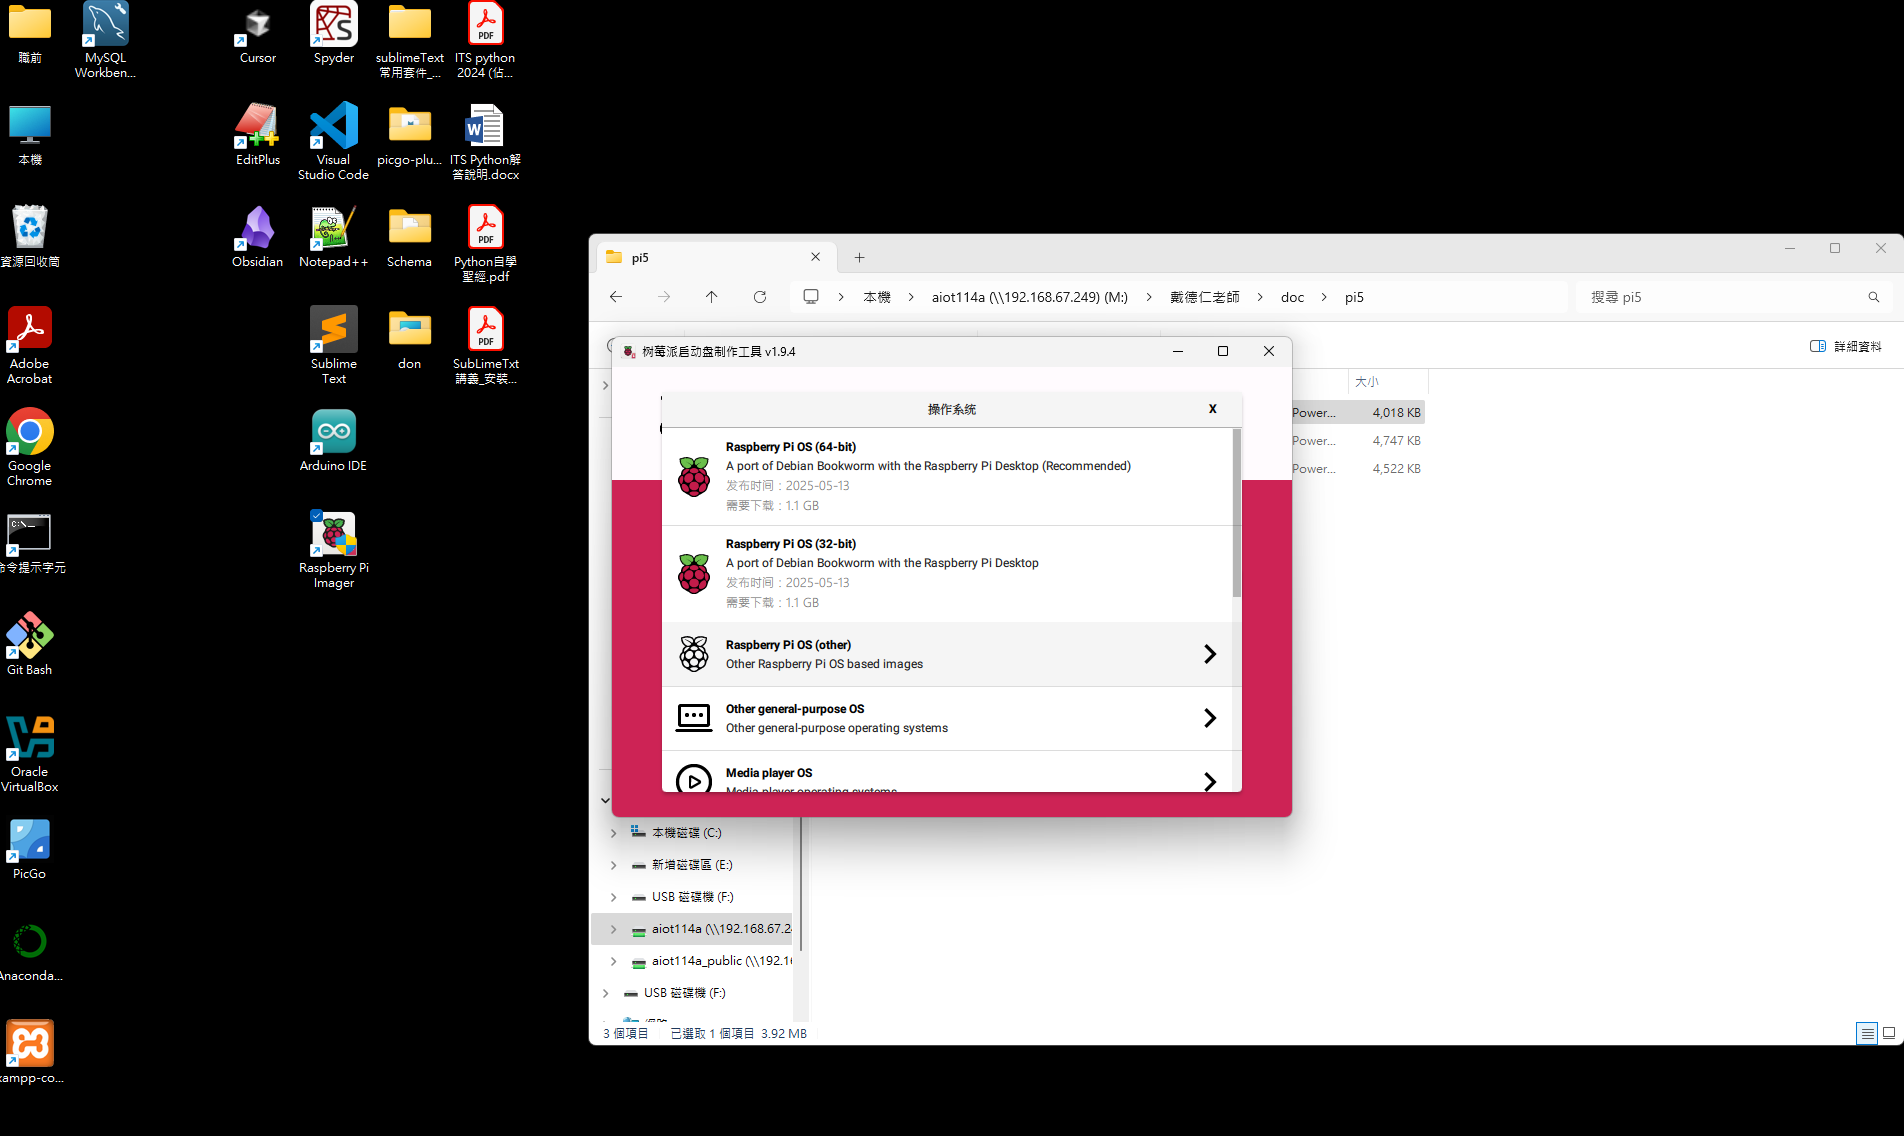 職前
MySQL
Workben...
Cursor
Spyder
sublimeText
常用套件_...
ITS python
2024 (佔...
本機
EditPlus
Visual
Studio Code
picgo-plu...
ITS Python解
答說明.docx
資源回收筒
Obsidian
Notepad++
Schema
Python自學
聖經.pdf
Adobe
Acrobat
Sublime
Text
don
SubLimeTxt
講義_安裝...
Google
Chrome
Arduino IDE
命令提示字元
Raspberry Pi
Imager
Git Bash
Oracle
VirtualBox
PicGo
Anaconda...
xampp-co...
pi5
本機 > aiot114a (\\192.168.67.249) (M:) > 戴德仁老師 > doc > pi5
搜尋 pi5
詳細資料
大小
Power... 4,018 KB
Power... 4,747 KB
Power... 4,522 KB
树莓派启动盘制作工具 v1.9.4
操作系统 X
Raspberry Pi OS (64-bit)
A port of Debian Bookworm with the Raspberry Pi Desktop (Recommended)
发布时间：2025-05-13
需要下载：1.1 GB
Raspberry Pi OS (32-bit)
A port of Debian Bookworm with the Raspberry Pi Desktop
发布时间：2025-05-13
需要下载：1.1 GB
Raspberry Pi OS (other)
Other Raspberry Pi OS based images
Other general-purpose OS
Other general-purpose operating systems
Media player OS
Media player operating systems
本機磁碟 (C:)
新增磁碟區 (E:)
USB 磁碟機 (F:)
aiot114a (\\192.168.67.24
aiot114a_public (\\192.16
USB 磁碟機 (F:)
3 個項目 已選取 1 個項目 3.92 MB